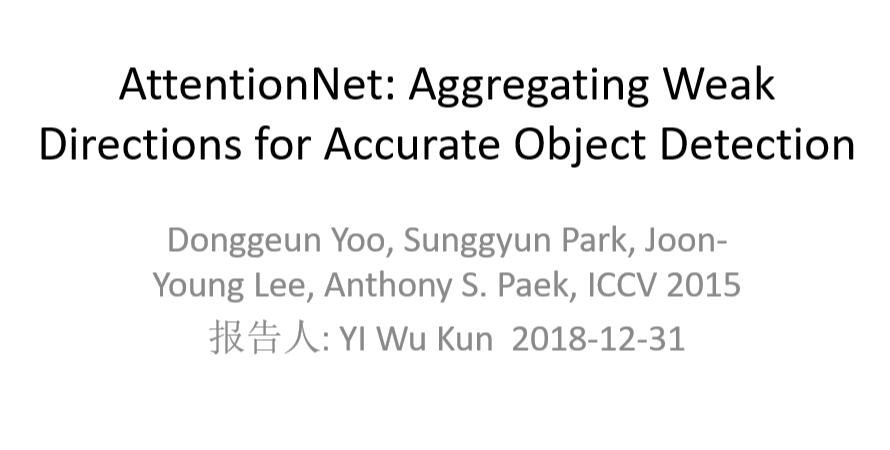 AttentionNet: Aggregating Weak
Directions for Accurate Object Detection
Donggeun Yoo, Sunggyun Park, Joon-
Young Lee, Anthony S. Paek, ICCV 2015
报告人: YI Wu Kun 2018-12-31